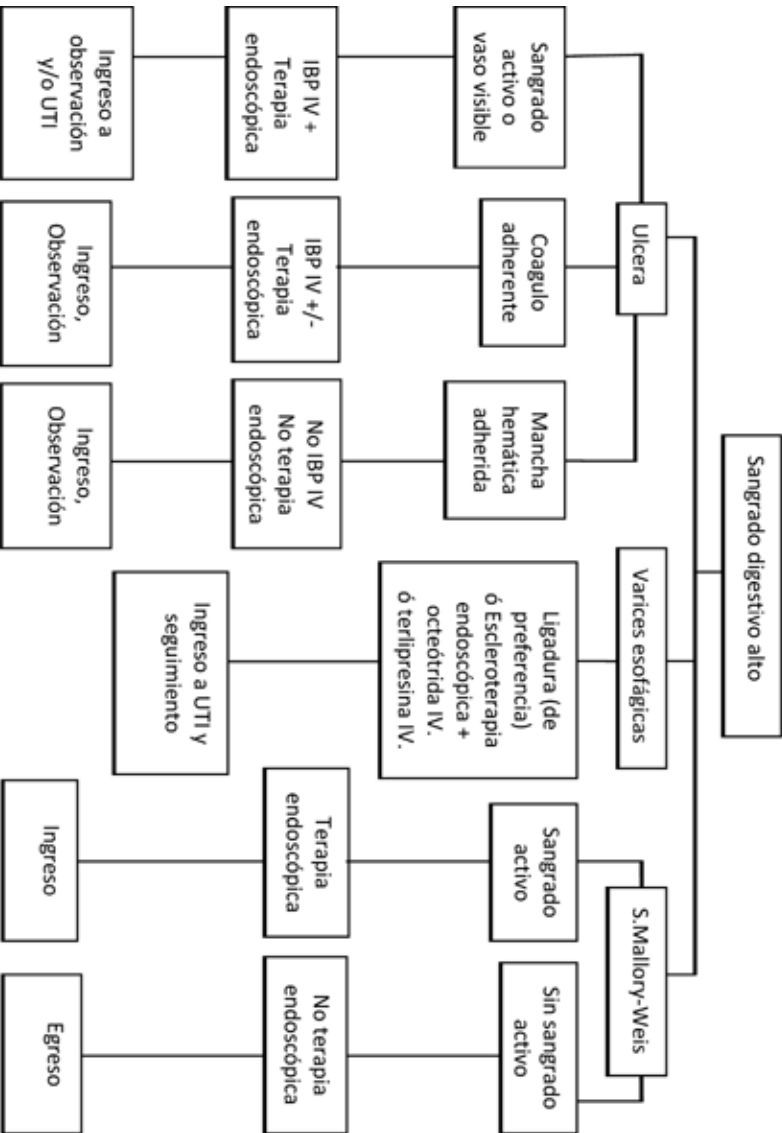 Sangrado digestivo alto
Ulcera
Varices esofágicas
S.Mallory-Weis
Sangrado
activo o
vaso visible
Coagulo
adherente
Mancha
hemática
adherida
Ligadura (de
preferencia)
ó Escleroterapia
endoscópica +
octeótrida IV.
ó terlipresina IV.
Sangrado
activo
Sin sangrado
activo
IBP IV +
Terapia
endoscópica
IBP IV +/-
Terapia
endoscópica
No IBP IV
No terapia
endoscópica
Terapia
endoscópica
No terapia
endoscópica
Ingreso a
observación
y/o UTI
Ingreso,
Observación
Ingreso,
Observación
Ingreso a UTI y
seguimiento
Ingreso
Egreso